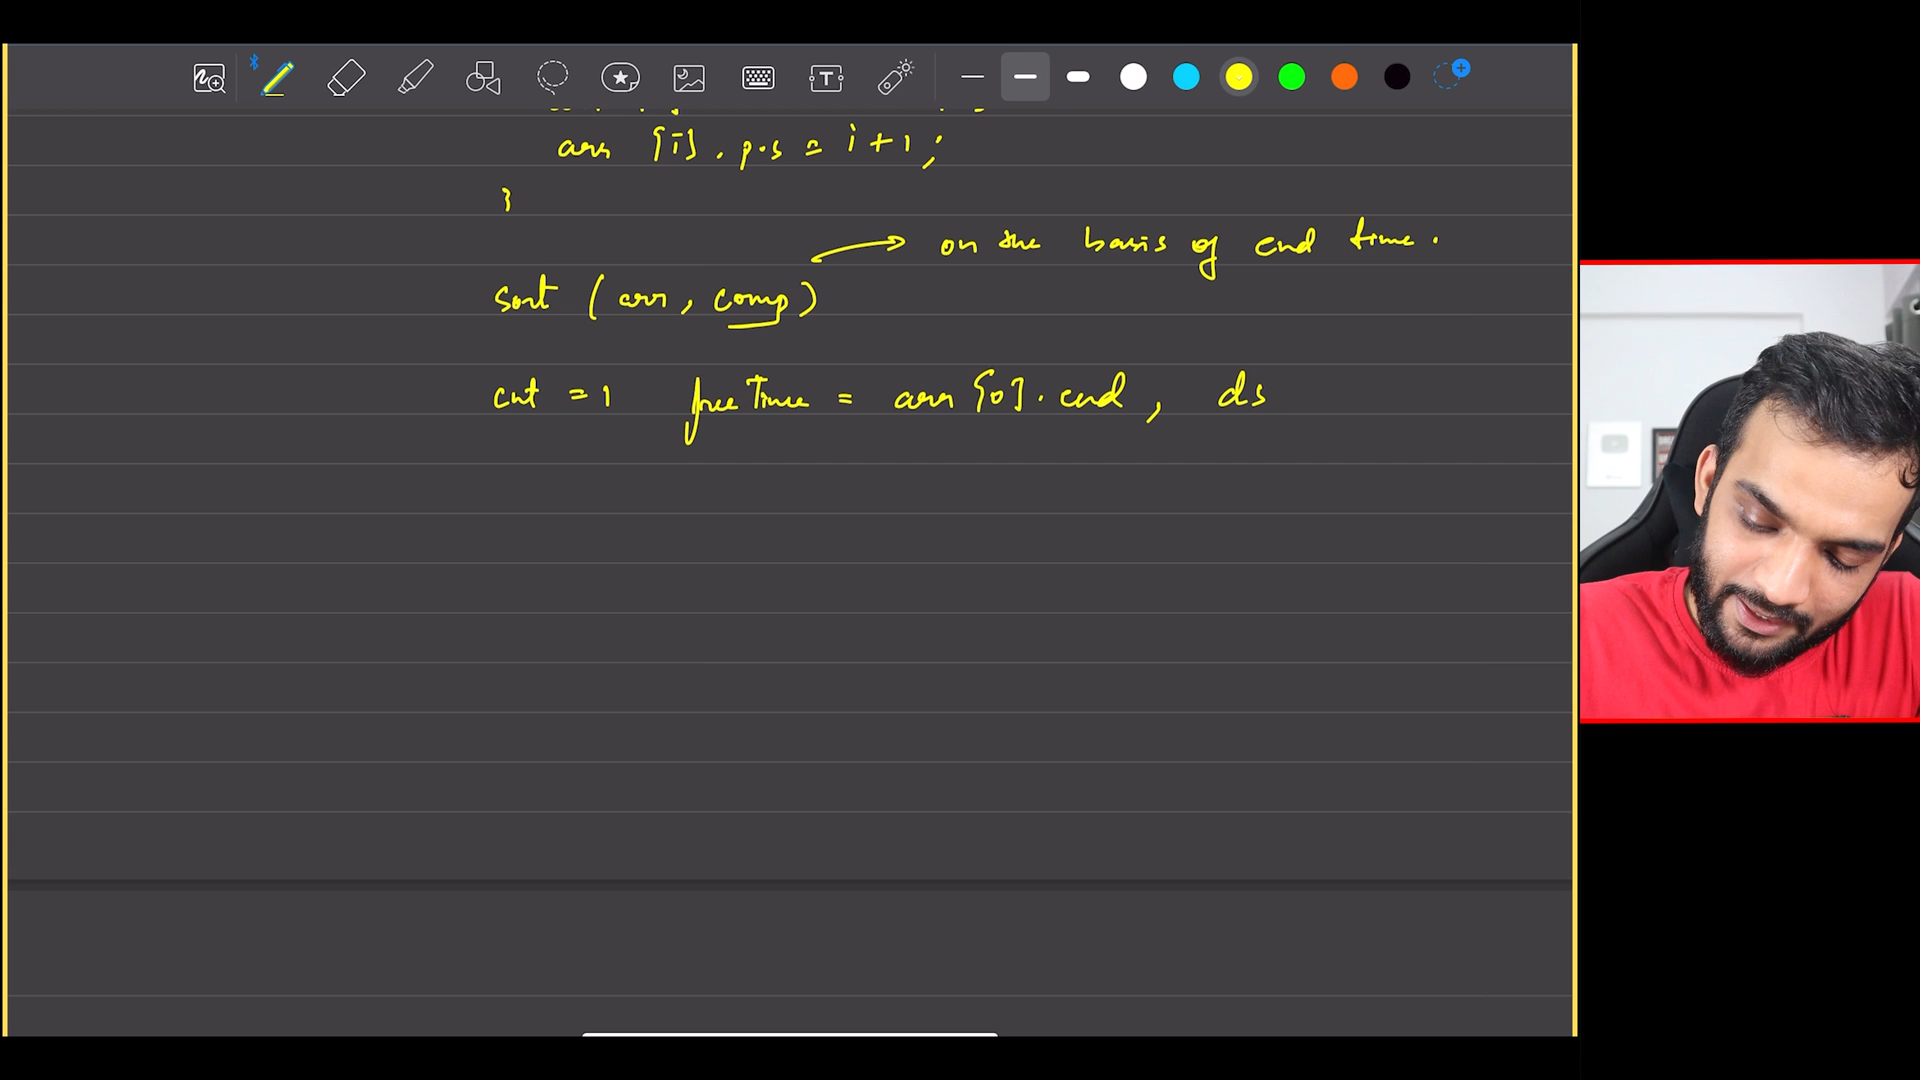 arr [i].pos = i+1;
}
on the basis of end time.
sort (arr, comp)
cnt = 1 freeTime = arr[0].end, ds
T